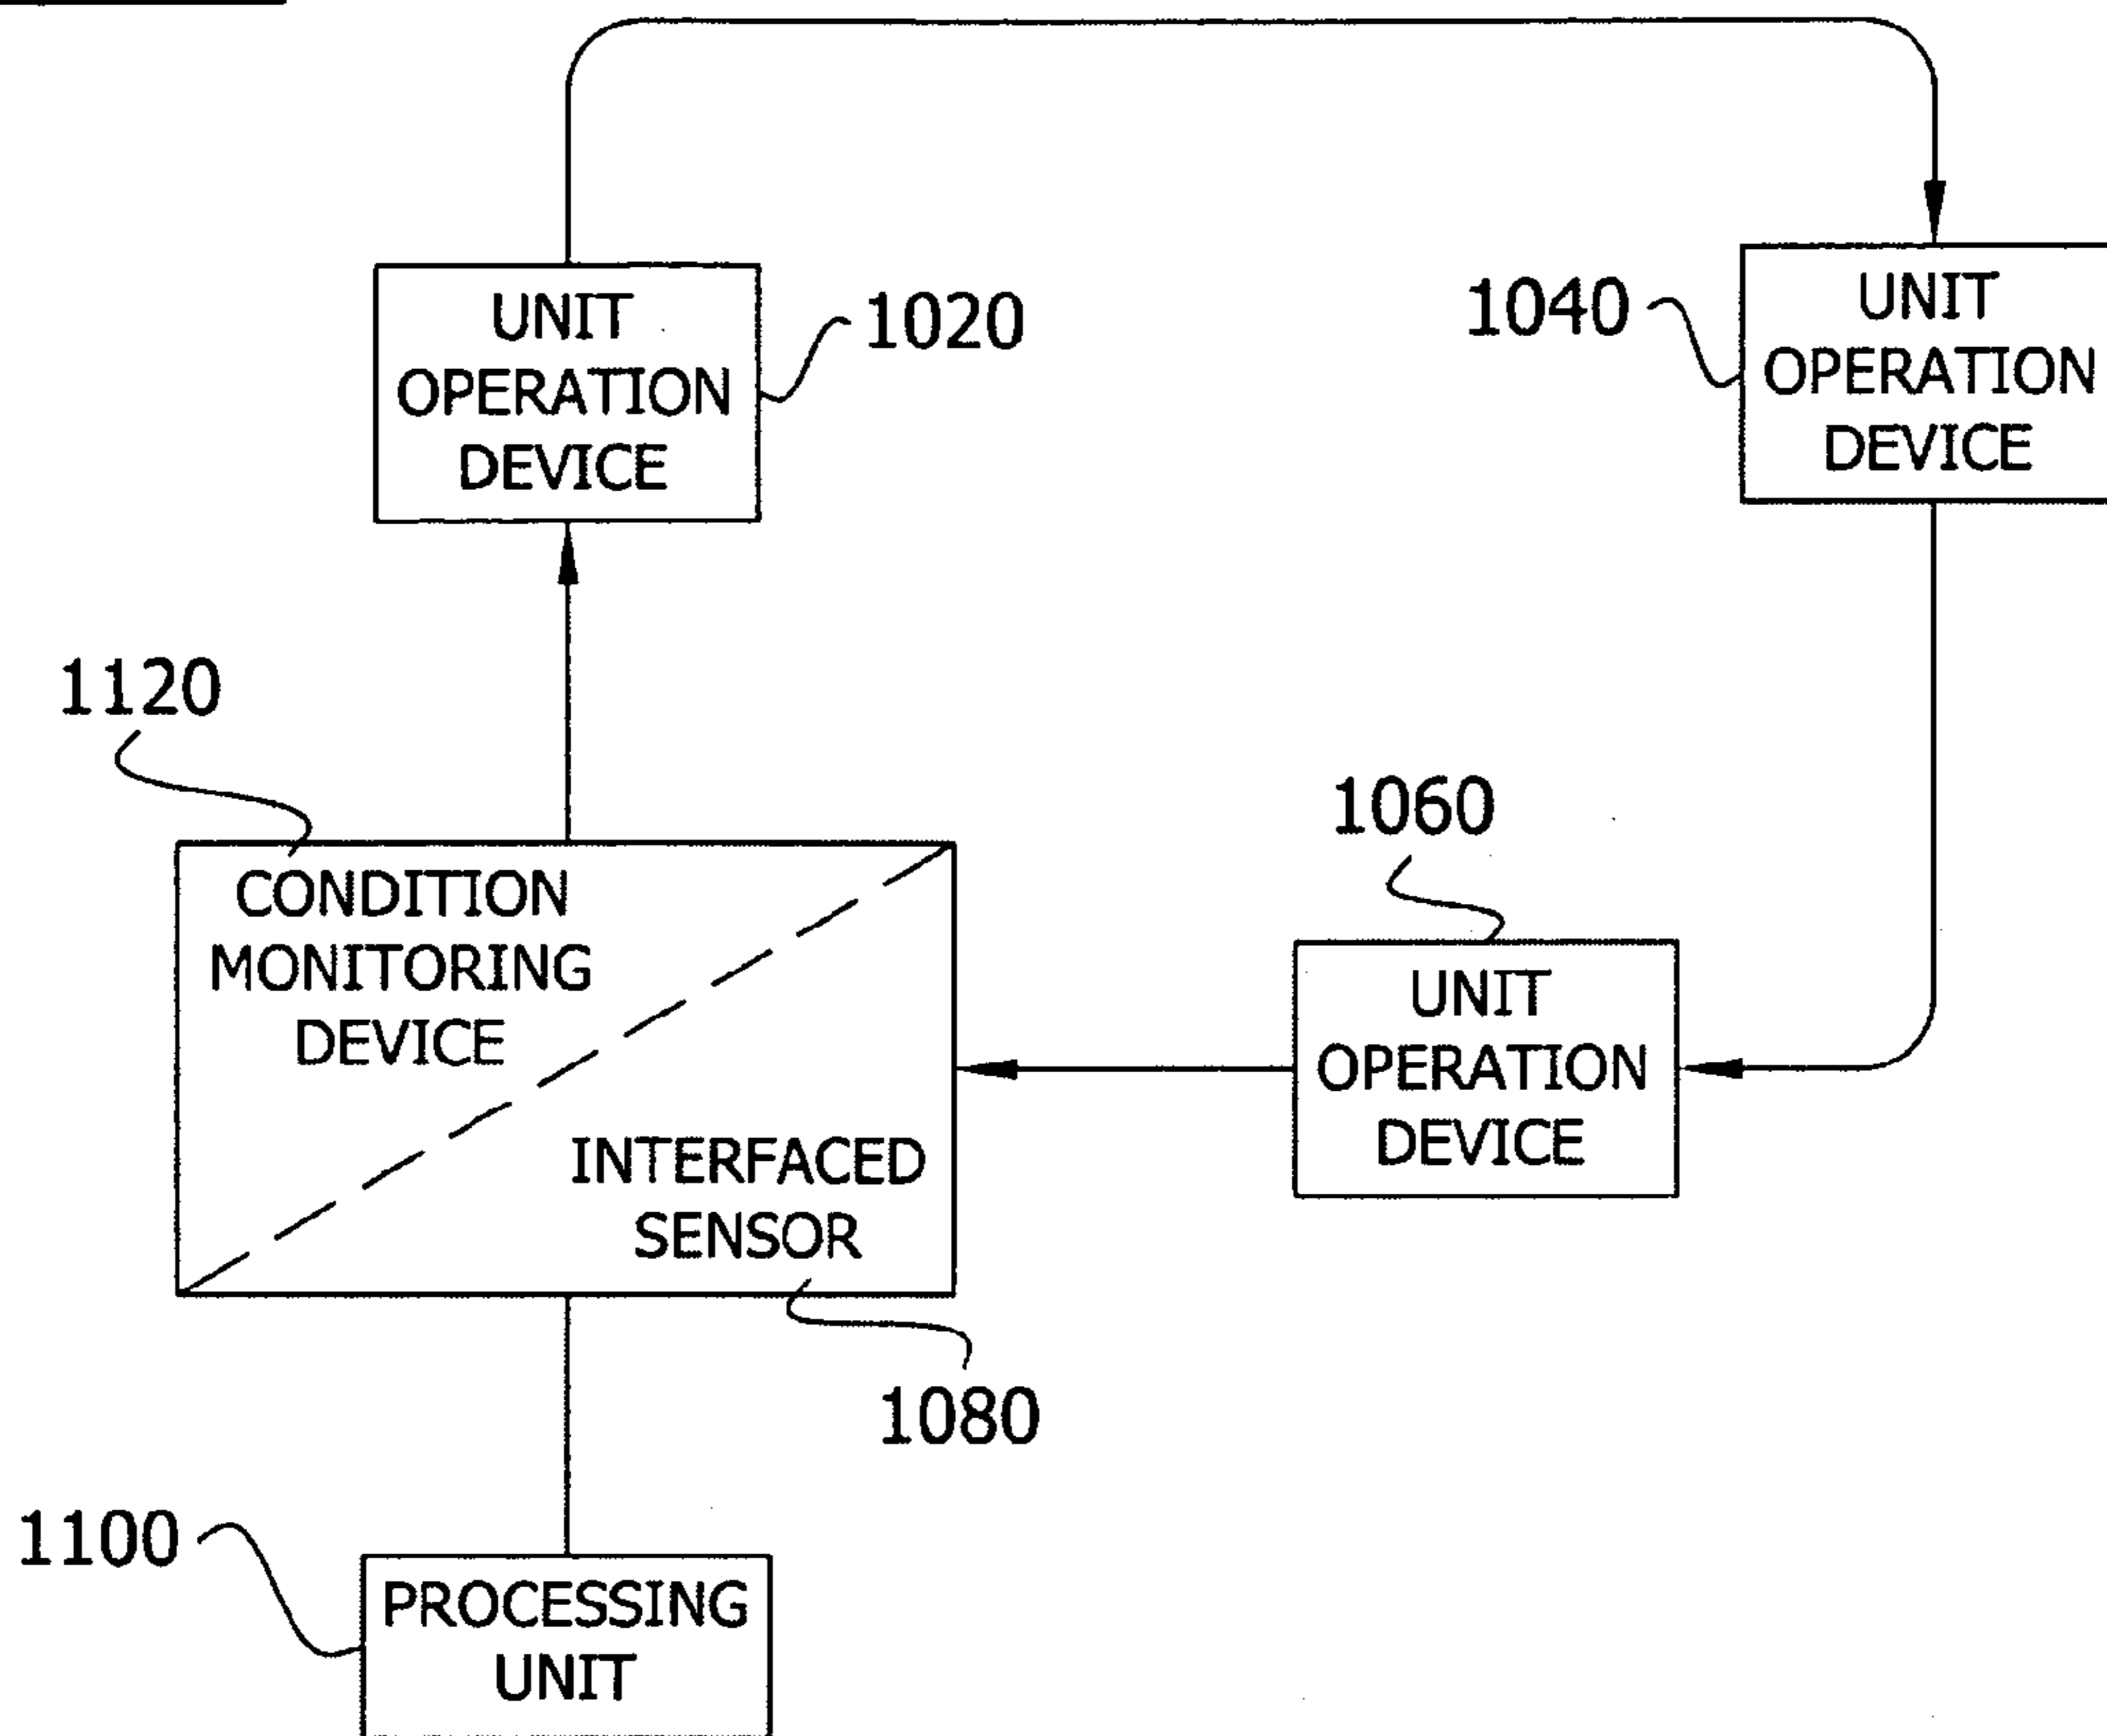 UNIT
OPERATION
DEVICE
1020
1040
UNIT
OPERATION
DEVICE
1120
CONDITION
MONITORING
DEVICE
INTERFACED
SENSOR
1060
UNIT
OPERATION
DEVICE
1080
1100
PROCESSING
UNIT